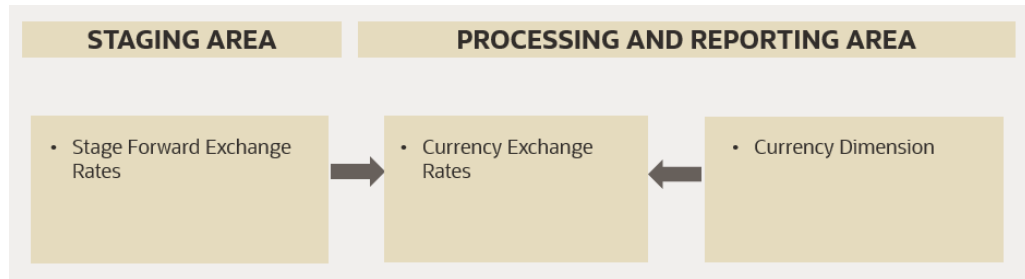 STAGING AREA
PROCESSING AND REPORTING AREA
• Stage Forward Exchange
Rates
• Currency Exchange
Rates
• Currency Dimension